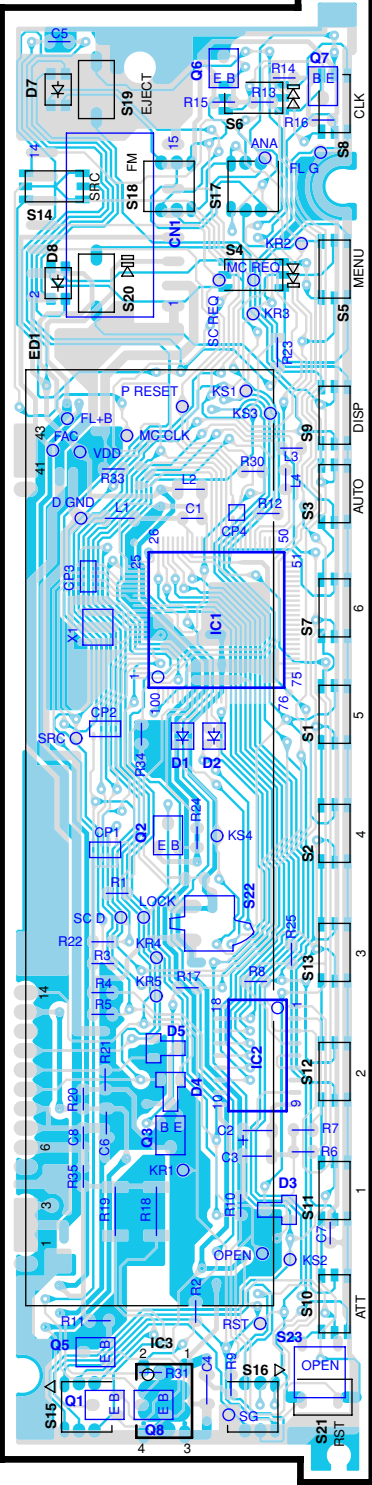 C5
Q6
E B
R14
Q7
B E
D7
S19
EJECT
R15
R13
S6
R16
CLK
S8
14
15
ANA
FL G
SRC
S14
FM
S18
S17
CN1
D8
2
S20
1
SC REQ
S4
MC REQ
KR2
KR3
MENU
S5
ED1
R23
P RESET
KS1
KS3
DISP
S9
FL+B
43
41
FAC
VDD
MC CLK
R33
L2
R30
L3
L4
AUTO
S3
D GND
L1
C1
CP4
R12
26
25
50
51
CP3
X1
IC1
6
S7
1
100
75
76
CP2
SRC
R34
D1
D2
5
S1
CP1
Q2
E B
R24
KS4
4
S2
R1
SC D
LOCK
S22
R22
R3
KR4
R25
3
S13
R4
R5
KR5
R17
R8
14
18
1
D5
IC2
R21
D4
2
S12
R20
10
9
C8
C6
Q3
B E
C2
+
C3
R7
R6
6
R35
KR1
1
S11
3
R19
R18
R10
D3
C7
1
OPEN
KS2
R2
ATT
S10
R11
RST
Q5
E B
IC3
2
1
S23
OPEN
R31
C4
R9
S16
S15
Q1
E B
E B
Q8
SG
S21
RST
4
3